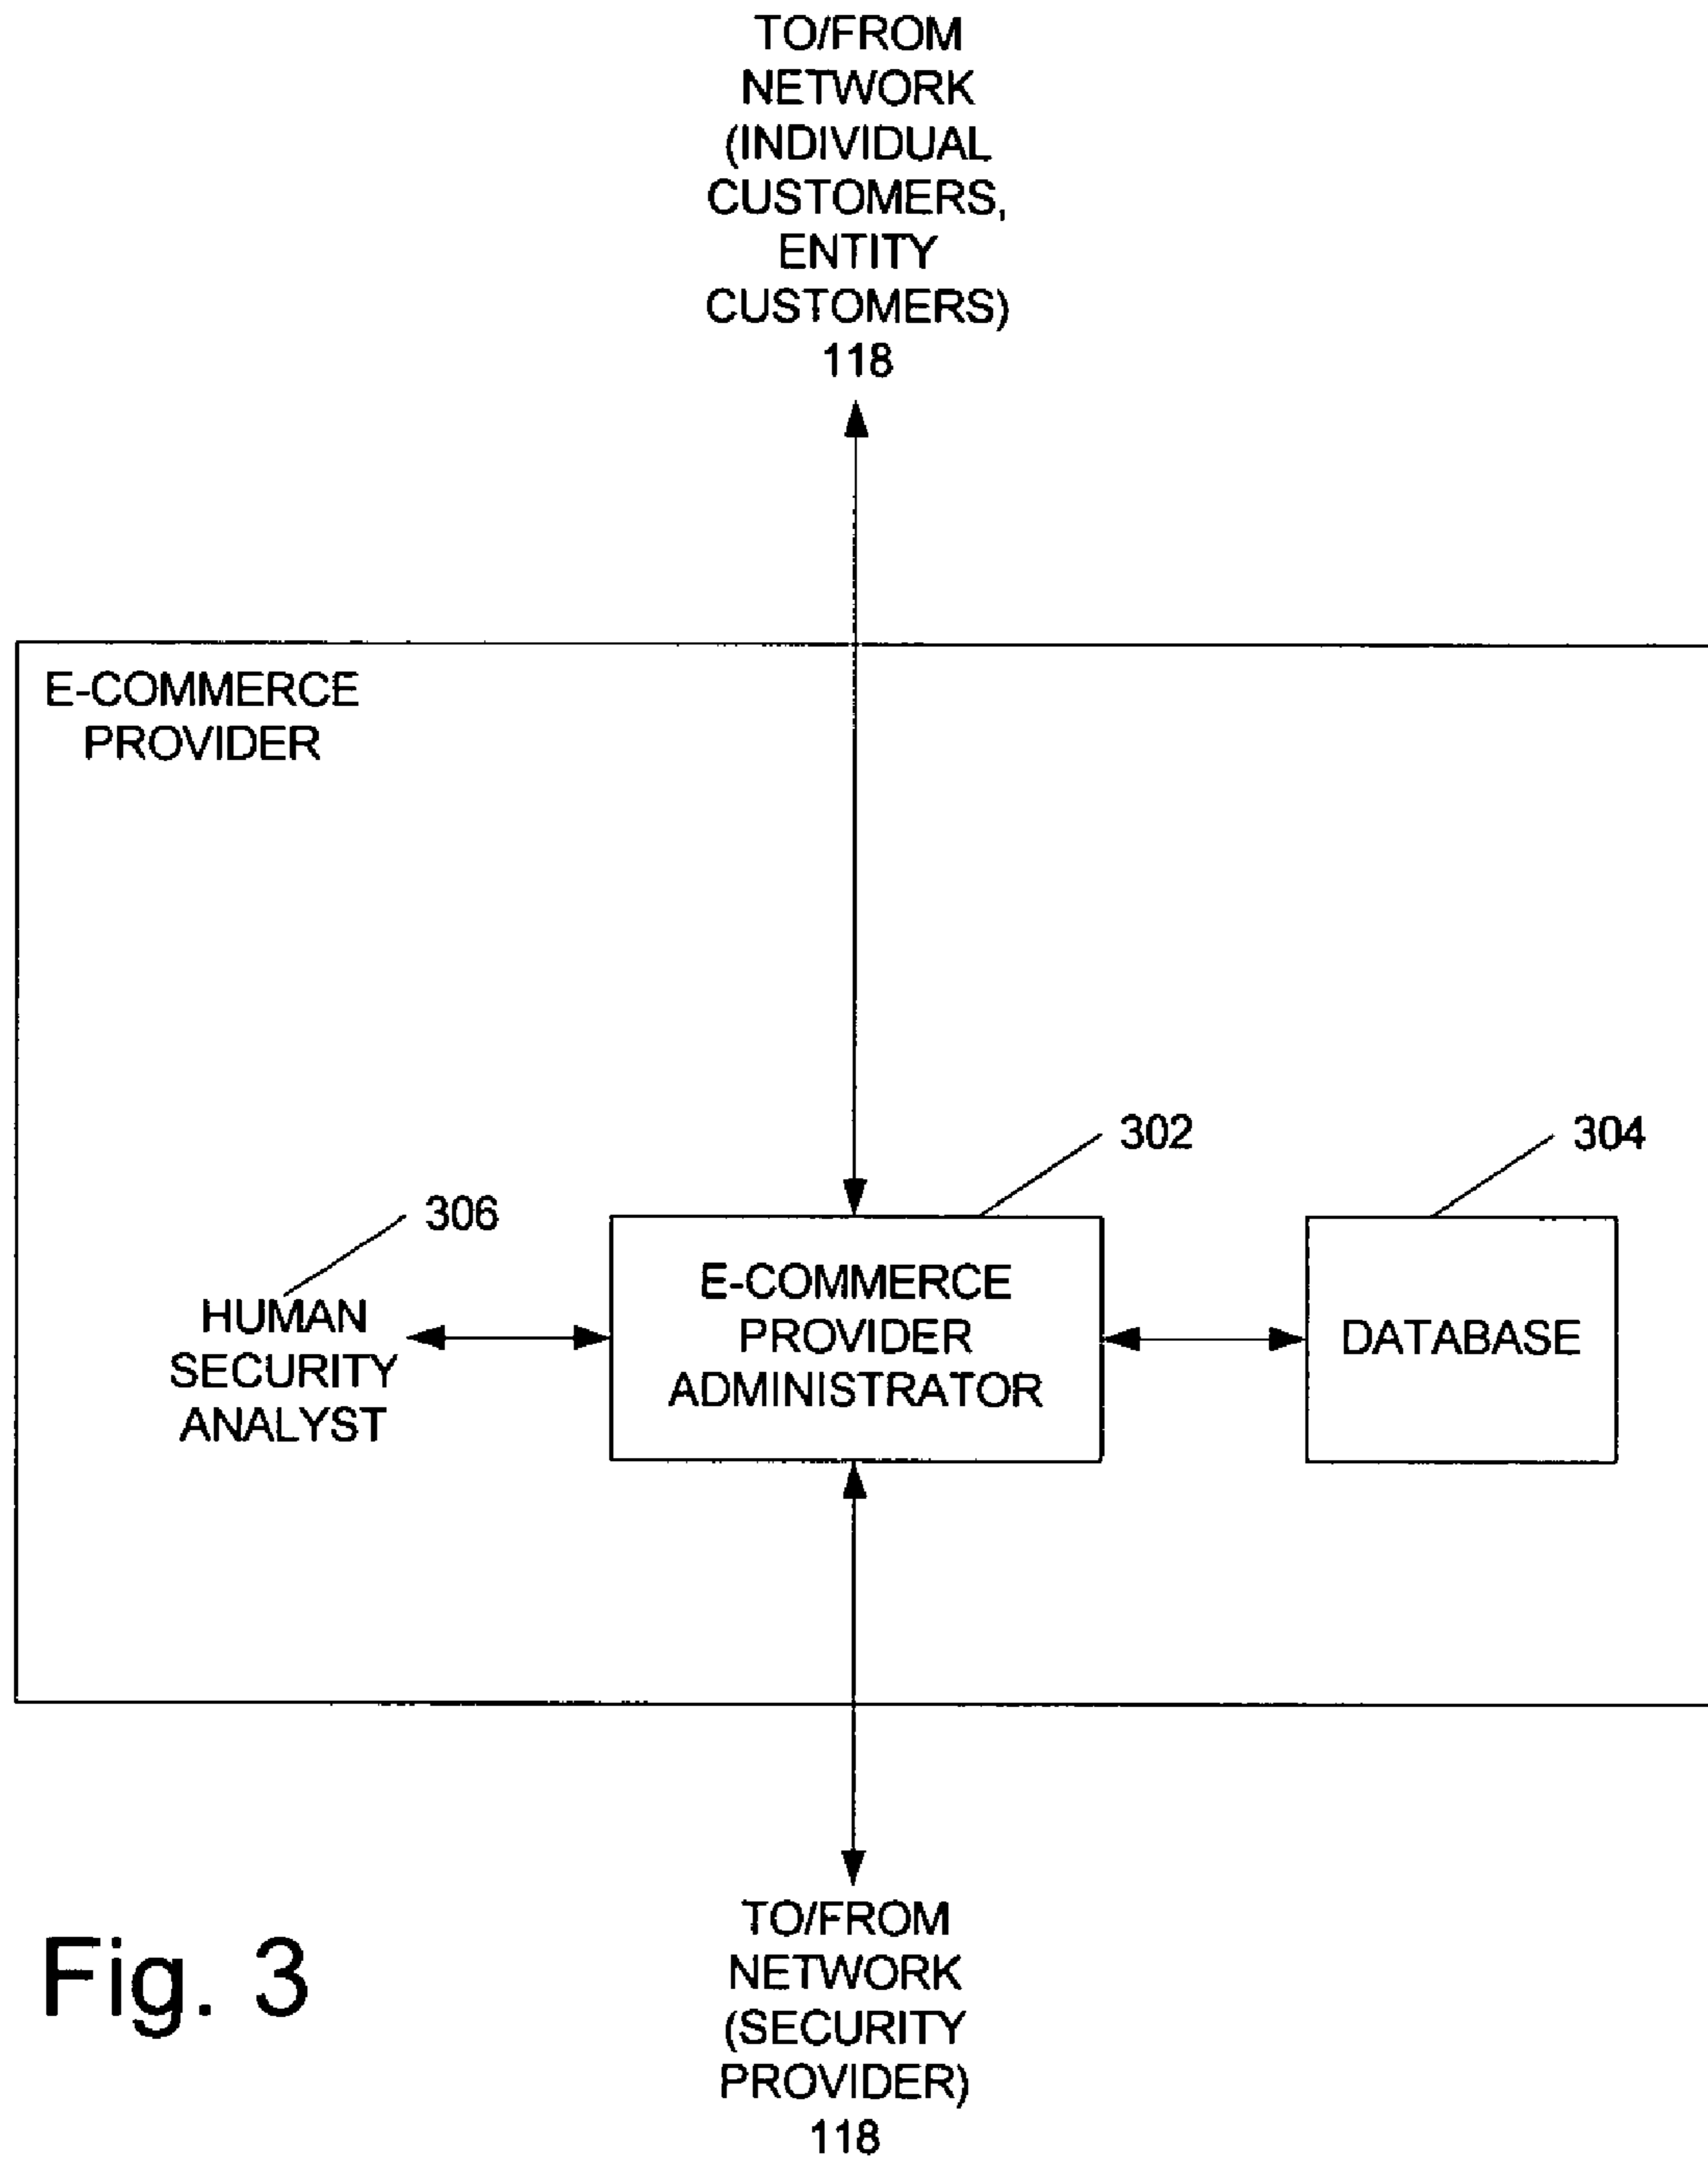 TO/FROM
NETWORK
(INDIVIDUAL
CUSTOMERS,
ENTITY
CUSTOMERS)
118
E-COMMERCE
PROVIDER
302
304
306
HUMAN
SECURITY
ANALYST
E-COMMERCE
PROVIDER
ADMINISTRATOR
DATABASE
TO/FROM
NETWORK
(SECURITY
PROVIDER)
118
Fig. 3